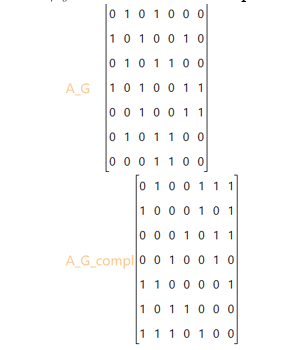 0 1 0 1 0 0 0
1 0 1 0 0 1 0
0 1 0 1 1 0 0
A_G 1 0 1 0 0 1 1
0 0 1 0 0 1 1
0 1 0 1 1 0 0
0 0 0 1 1 0 0
0 1 0 0 1 1 1
1 0 0 0 1 0 1
0 0 0 1 0 1 1
A_G_compl 0 0 1 0 0 1 0
1 1 0 0 0 0 1
1 0 1 1 0 0 0
1 1 1 0 1 0 0